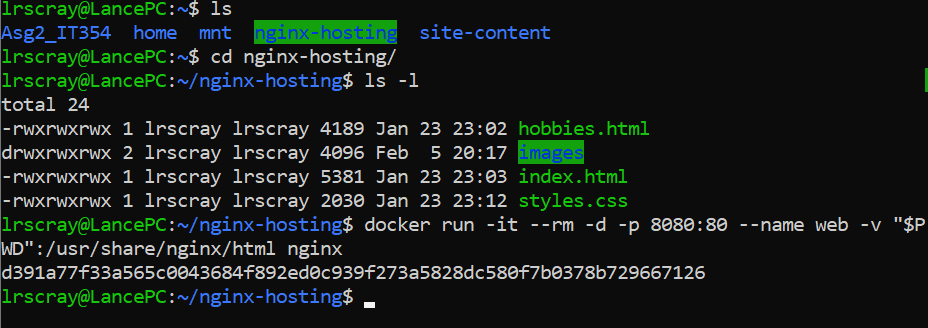 lrscray@LancePC:~$ ls
Asg2_IT354  home  mnt  nginx-hosting  site-content
lrscray@LancePC:~$ cd nginx-hosting/
lrscray@LancePC:~/nginx-hosting$ ls -l
total 24
-rwxrwxrwx 1 lrscray lrscray 4189 Jan 23 23:02 hobbies.html
drwxrwxrwx 2 lrscray lrscray 4096 Feb  5 20:17 images
-rwxrwxrwx 1 lrscray lrscray 5381 Jan 23 23:03 index.html
-rwxrwxrwx 1 lrscray lrscray 2030 Jan 23 23:12 styles.css
lrscray@LancePC:~/nginx-hosting$ docker run -it --rm -d -p 8080:80 --name web -v "$P
WD":/usr/share/nginx/html nginx
d391a77f33a565c0043684f892ed0c939f273a5828dc580f7b0378b729667126
lrscray@LancePC:~/nginx-hosting$